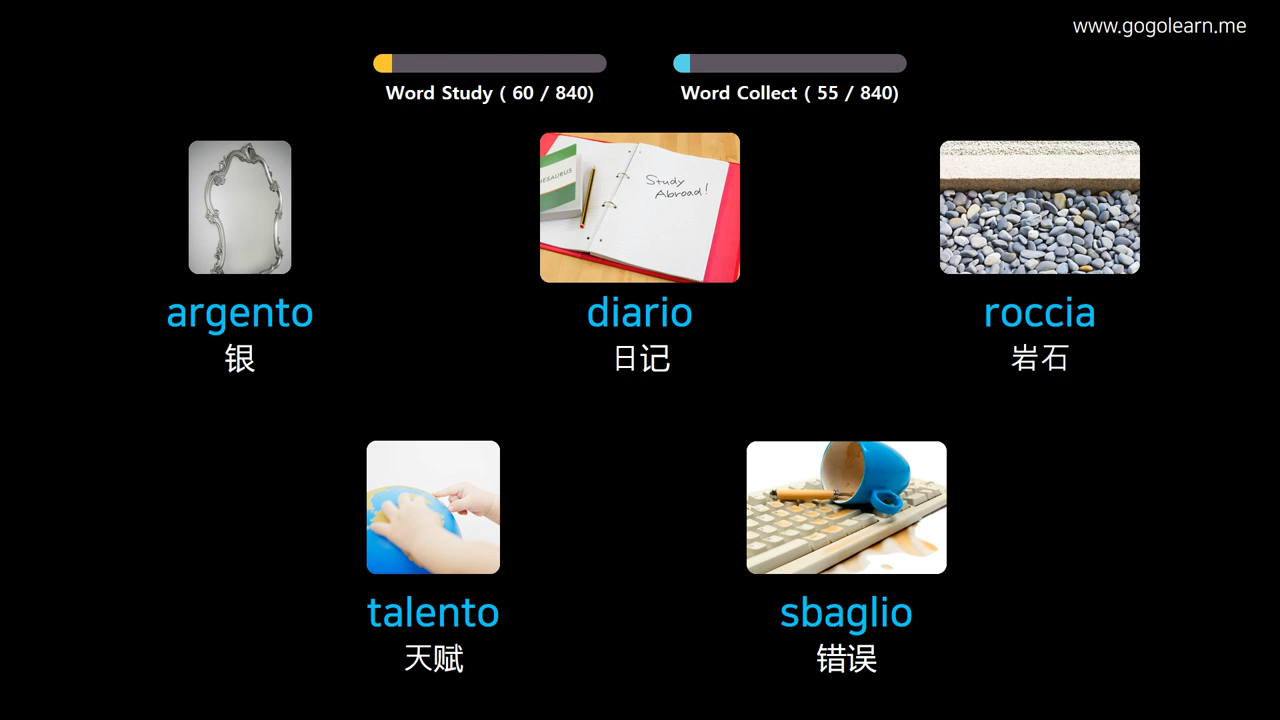 www.gogolearn.me
Word Study ( 60 / 840)
Word Collect ( 55 / 840)
HESAURUS
Study
Abroad!
argento
银
diario
日记
roccia
岩石
talento
天赋
sbaglio
错误